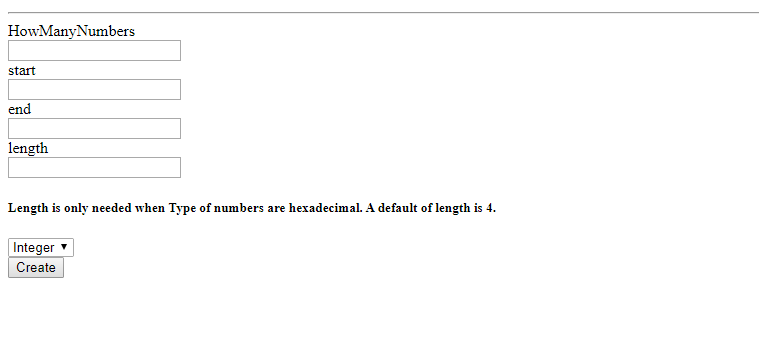 HowManyNumbers
start
end
length
Length is only needed when Type of numbers are hexadecimal. A default of length is 4.
Integer
Create